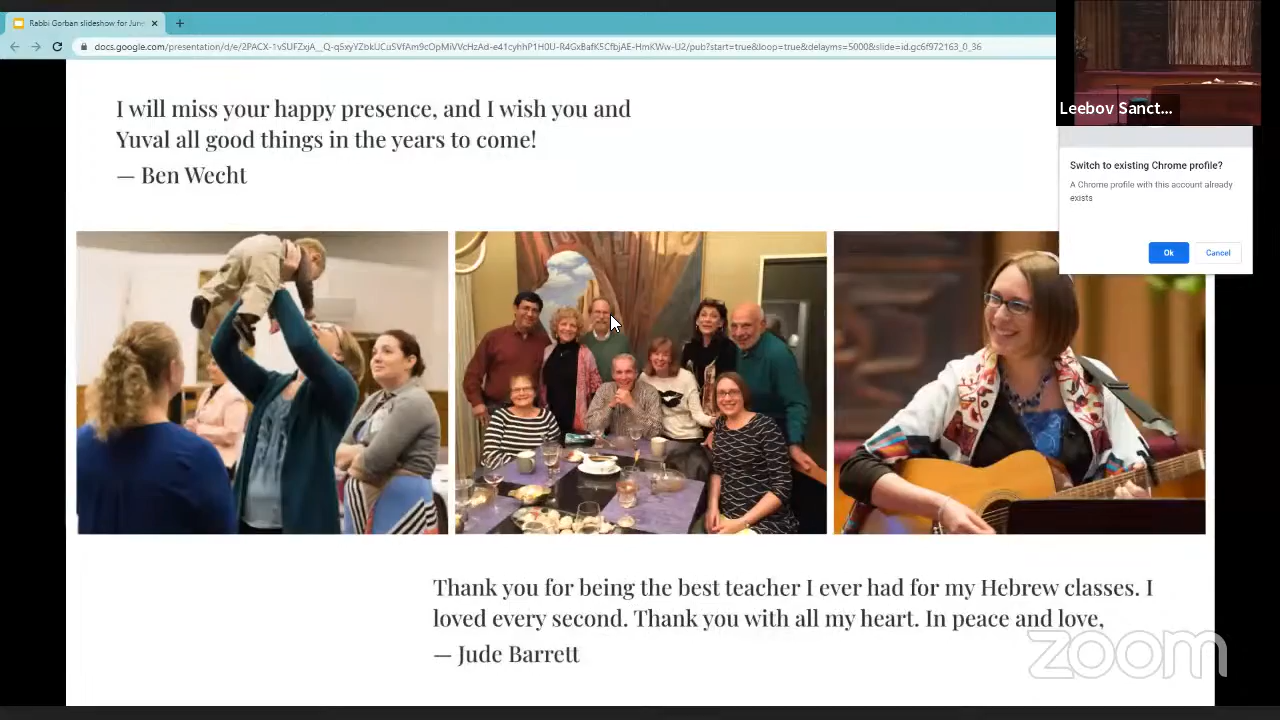 Rabbi Gorban slideshow for June
docs.google.com/presentation/d/e/2PACX-1vSUFZxjA__Q-q5xyYZbkUCuSVfAm9cOpMiVVcHzAd-e41cyhhP1H0U-R4GxBafK5CfbjAE-HmKWw-U2/pub?start=true&loop=true&delayms=5000&slide=id.gc6f972163_0_36
Leebov Sanct...
Switch to existing Chrome profile?
A Chrome profile with this account already
exists
Ok Cancel
I will miss your happy presence, and I wish you and
Yuval all good things in the years to come!
— Ben Wecht
Thank you for being the best teacher I ever had for my Hebrew classes. I
loved every second. Thank you with all my heart. In peace and love,
— Jude Barrett
zoom